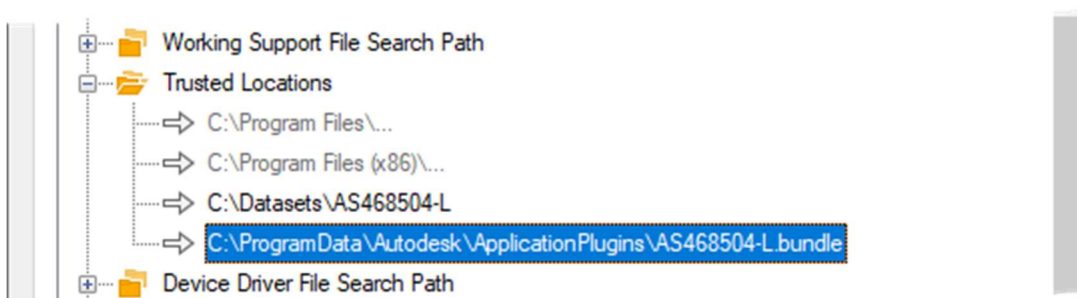 Working Support File Search Path
Trusted Locations
C:\Program Files\...
C:\Program Files (x86)\...
C:\Datasets\AS468504-L
C:\ProgramData\Autodesk\ApplicationPlugins\AS468504-L.bundle
Device Driver File Search Path